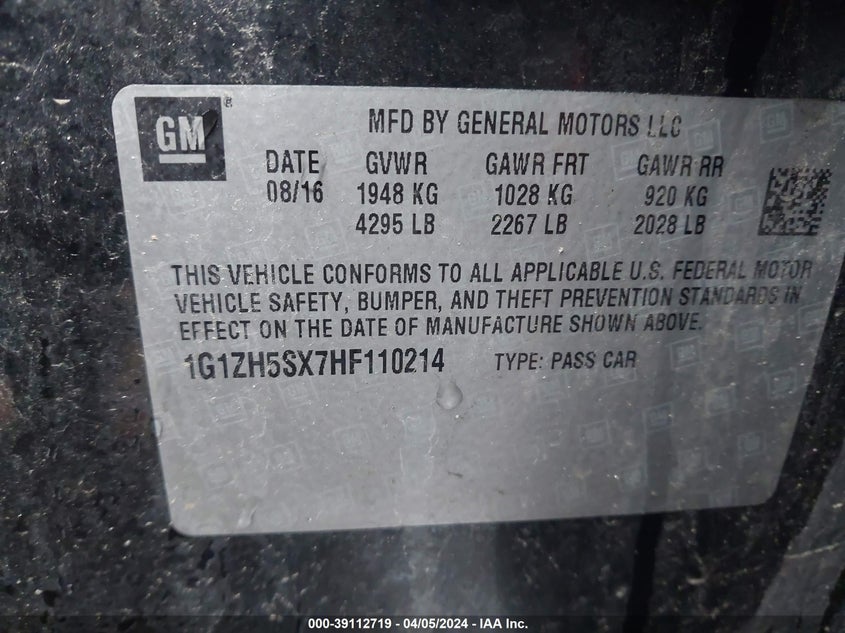 GM
MFD BY GENERAL MOTORS LLC
DATE GVWR GAWR FRT GAWR RR
08/16 1948 KG 1028 KG 920 KG
4295 LB 2267 LB 2028 LB
THIS VEHICLE CONFORMS TO ALL APPLICABLE U.S. FEDERAL MOTOR
VEHICLE SAFETY, BUMPER, AND THEFT PREVENTION STANDARDS IN
EFFECT ON THE DATE OF MANUFACTURE SHOWN ABOVE.
1G1ZH5SX7HF110214 TYPE: PASS CAR
000-39112719 - 04/05/2024 - IAA Inc.